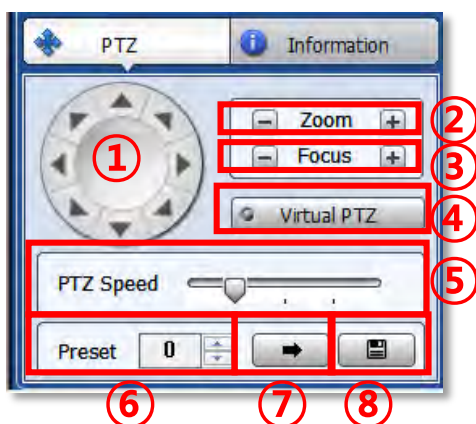 PTZ
Information
①
Zoom
②
Focus
③
Virtual PTZ
④
PTZ Speed
⑤
Preset 0
⑥ ⑦ ⑧